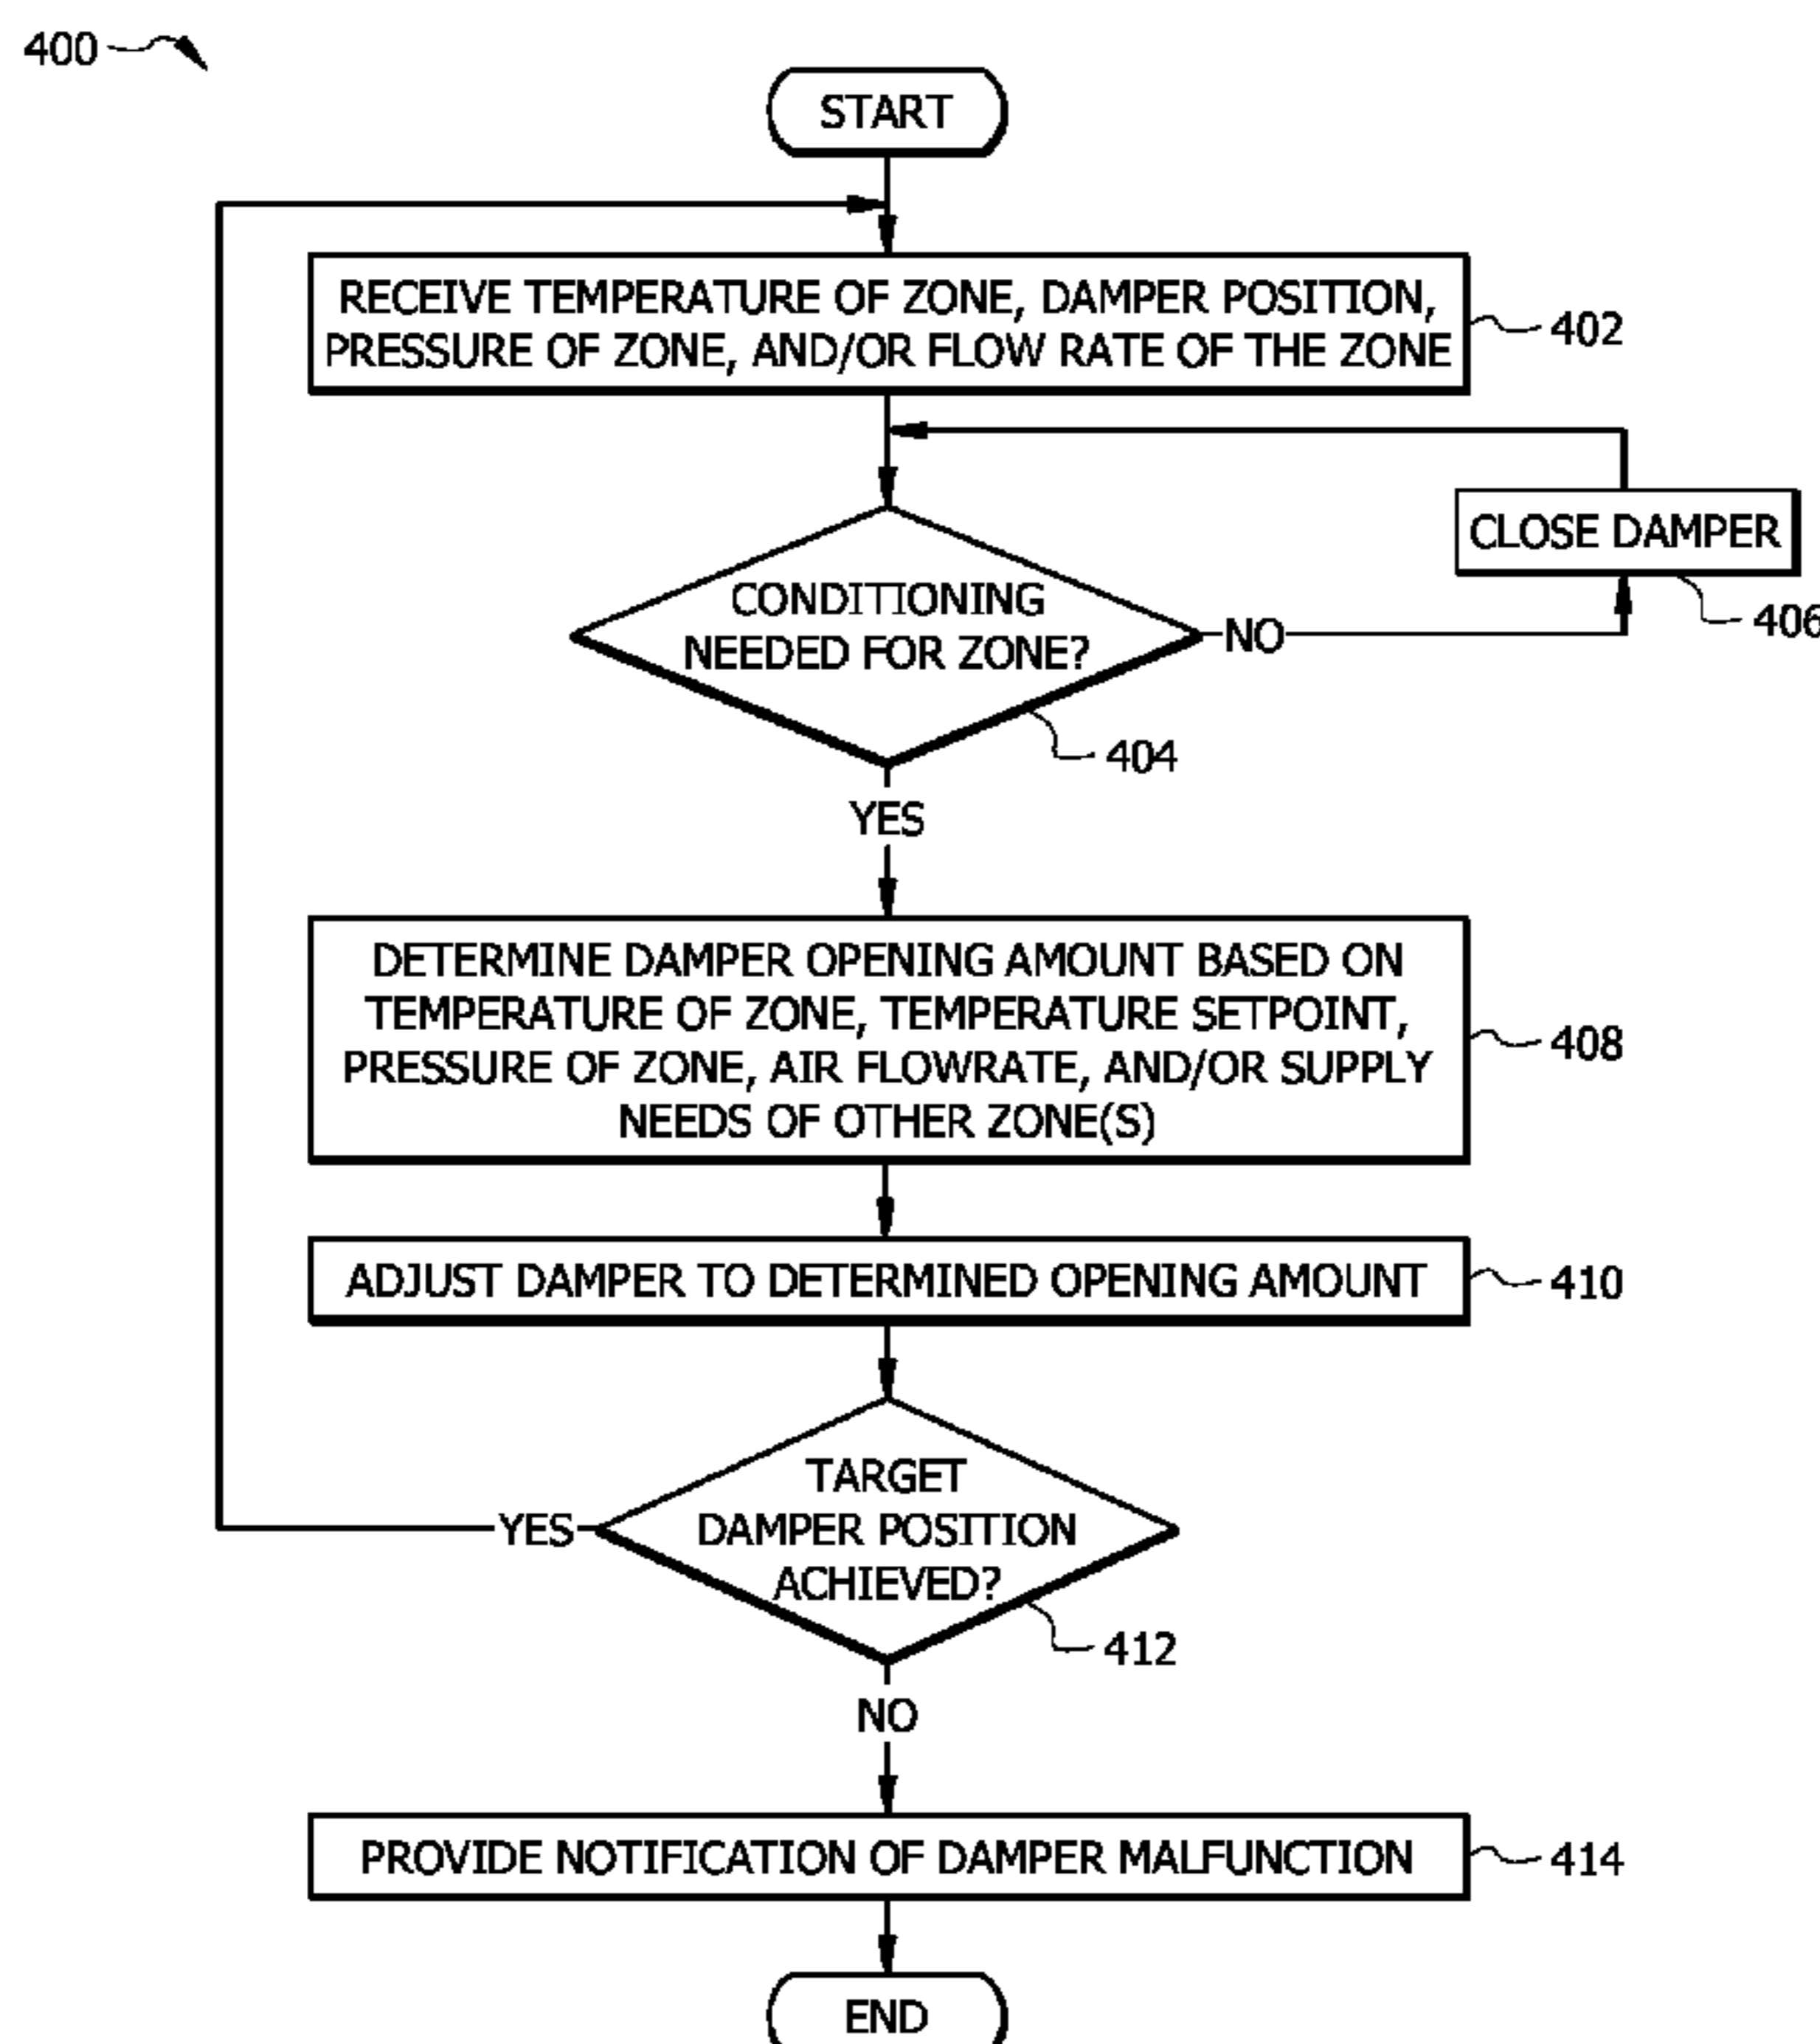 400
START
RECEIVE TEMPERATURE OF ZONE, DAMPER POSITION,
PRESSURE OF ZONE, AND/OR FLOW RATE OF THE ZONE
402
CLOSE DAMPER
406
CONDITIONING
NEEDED FOR ZONE?
NO
404
YES
DETERMINE DAMPER OPENING AMOUNT BASED ON
TEMPERATURE OF ZONE, TEMPERATURE SETPOINT,
PRESSURE OF ZONE, AIR FLOWRATE, AND/OR SUPPLY
NEEDS OF OTHER ZONE(S)
408
ADJUST DAMPER TO DETERMINED OPENING AMOUNT
410
TARGET
DAMPER POSITION
ACHIEVED?
YES
412
NO
PROVIDE NOTIFICATION OF DAMPER MALFUNCTION
414
END